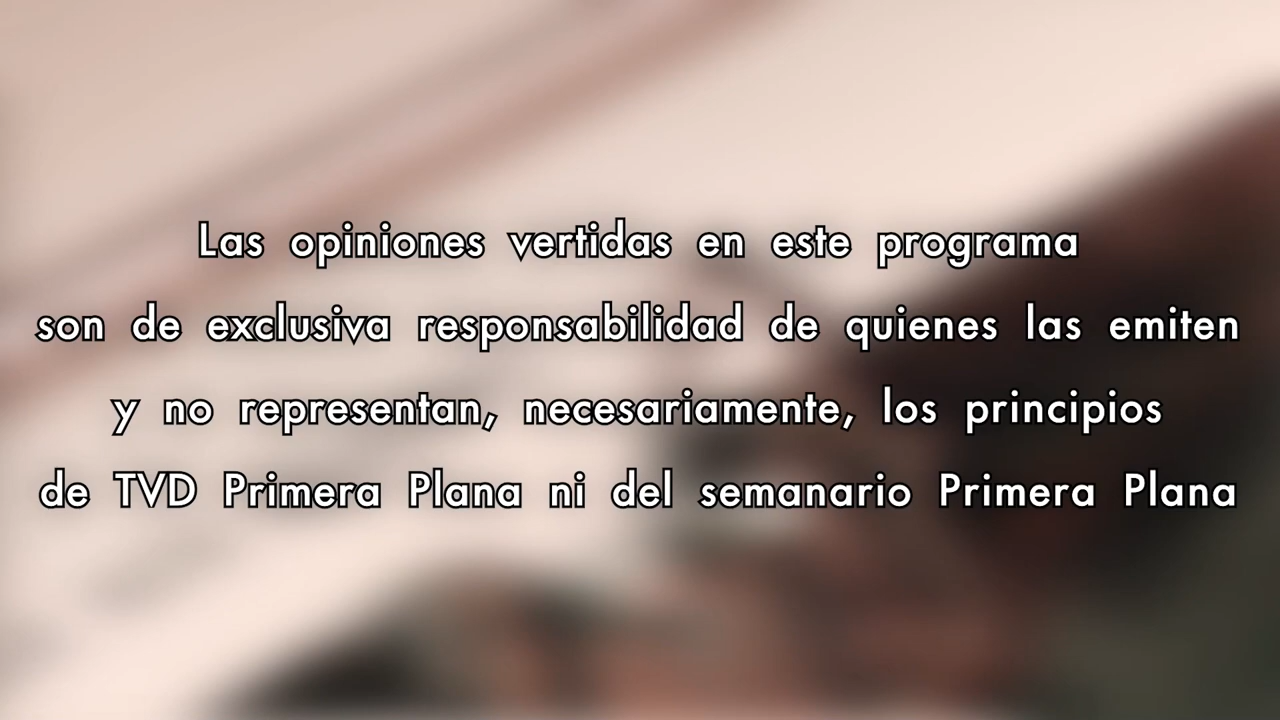 Las opiniones vertidas en este programa
son de exclusiva responsabilidad de quienes las emiten
y no representan, necesariamente, los principios
de TVD Primera Plana ni del semanario Primera Plana